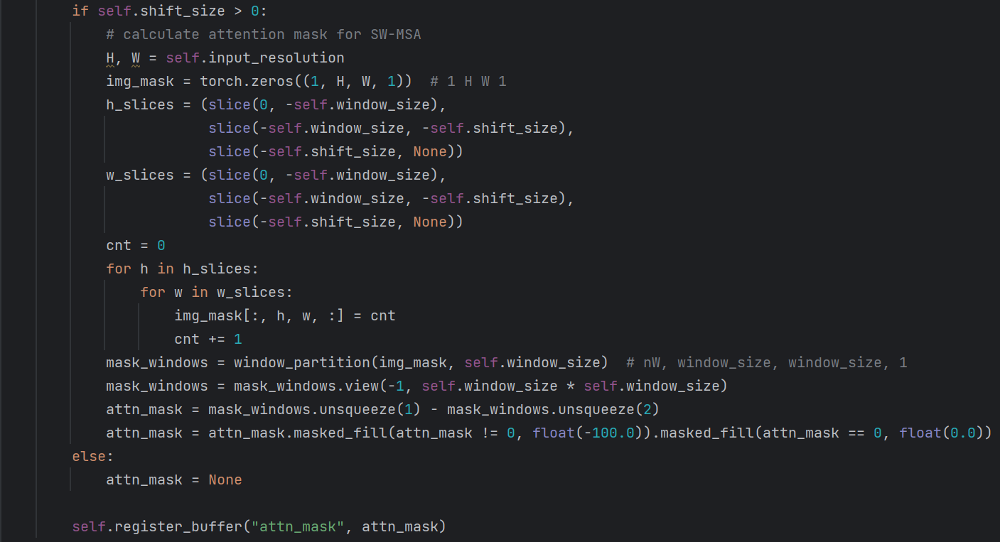 if self.shift_size > 0:
    # calculate attention mask for SW-MSA
    H, W = self.input_resolution
    img_mask = torch.zeros((1, H, W, 1))  # 1 H W 1
    h_slices = (slice(0, -self.window_size),
                slice(-self.window_size, -self.shift_size),
                slice(-self.shift_size, None))
    w_slices = (slice(0, -self.window_size),
                slice(-self.window_size, -self.shift_size),
                slice(-self.shift_size, None))
    cnt = 0
    for h in h_slices:
        for w in w_slices:
            img_mask[:, h, w, :] = cnt
            cnt += 1
    mask_windows = window_partition(img_mask, self.window_size)  # nW, window_size, window_size, 1
    mask_windows = mask_windows.view(-1, self.window_size * self.window_size)
    attn_mask = mask_windows.unsqueeze(1) - mask_windows.unsqueeze(2)
    attn_mask = attn_mask.masked_fill(attn_mask != 0, float(-100.0)).masked_fill(attn_mask == 0, float(0.0))
else:
    attn_mask = None

self.register_buffer("attn_mask", attn_mask)